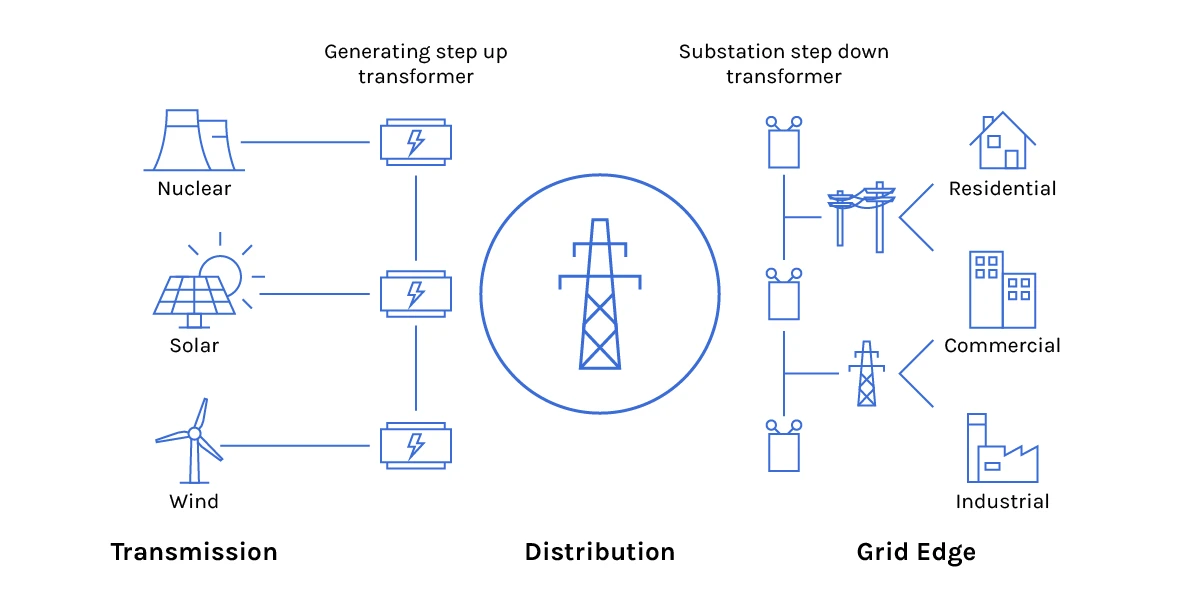 Generating step up
transformer
Substation step down
transformer
Nuclear
Residential
Solar
Commercial
Wind
Industrial
Transmission
Distribution
Grid Edge